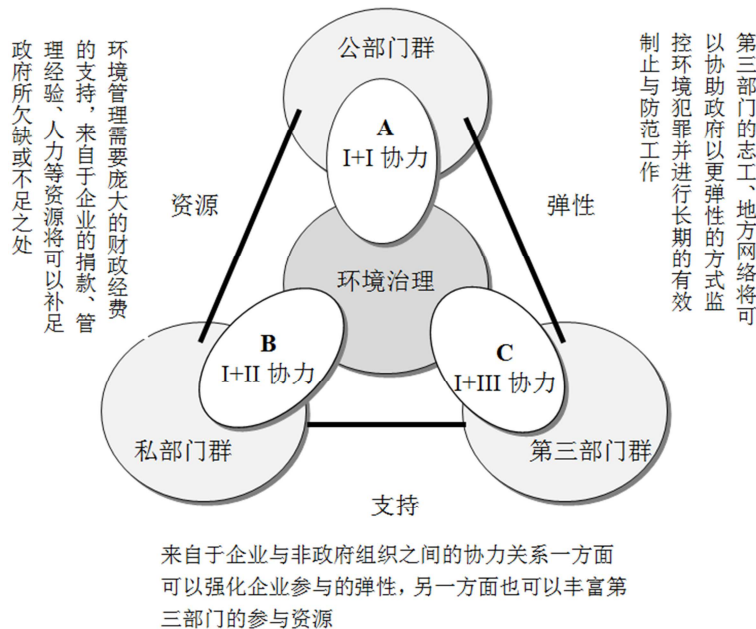 环境管理需要庞大的财政经费
的支持，来自于企业的捐款、管
理经验、人力等资源将可以补足
政府所欠缺或不足之处
公部门群
A
I+I 协力
第三部门的志工、地方网络将可
以协助政府以更弹性的方式监
控环境犯罪并进行长期的有效
制止与防范工作
资源
弹性
环境治理
B
I+II 协力
C
I+III 协力
私部门群
第三部门群
支持
来自于企业与非政府组织之间的协力关系一方面
可以强化企业参与的弹性，另一方面也可以丰富第
三部门的参与资源